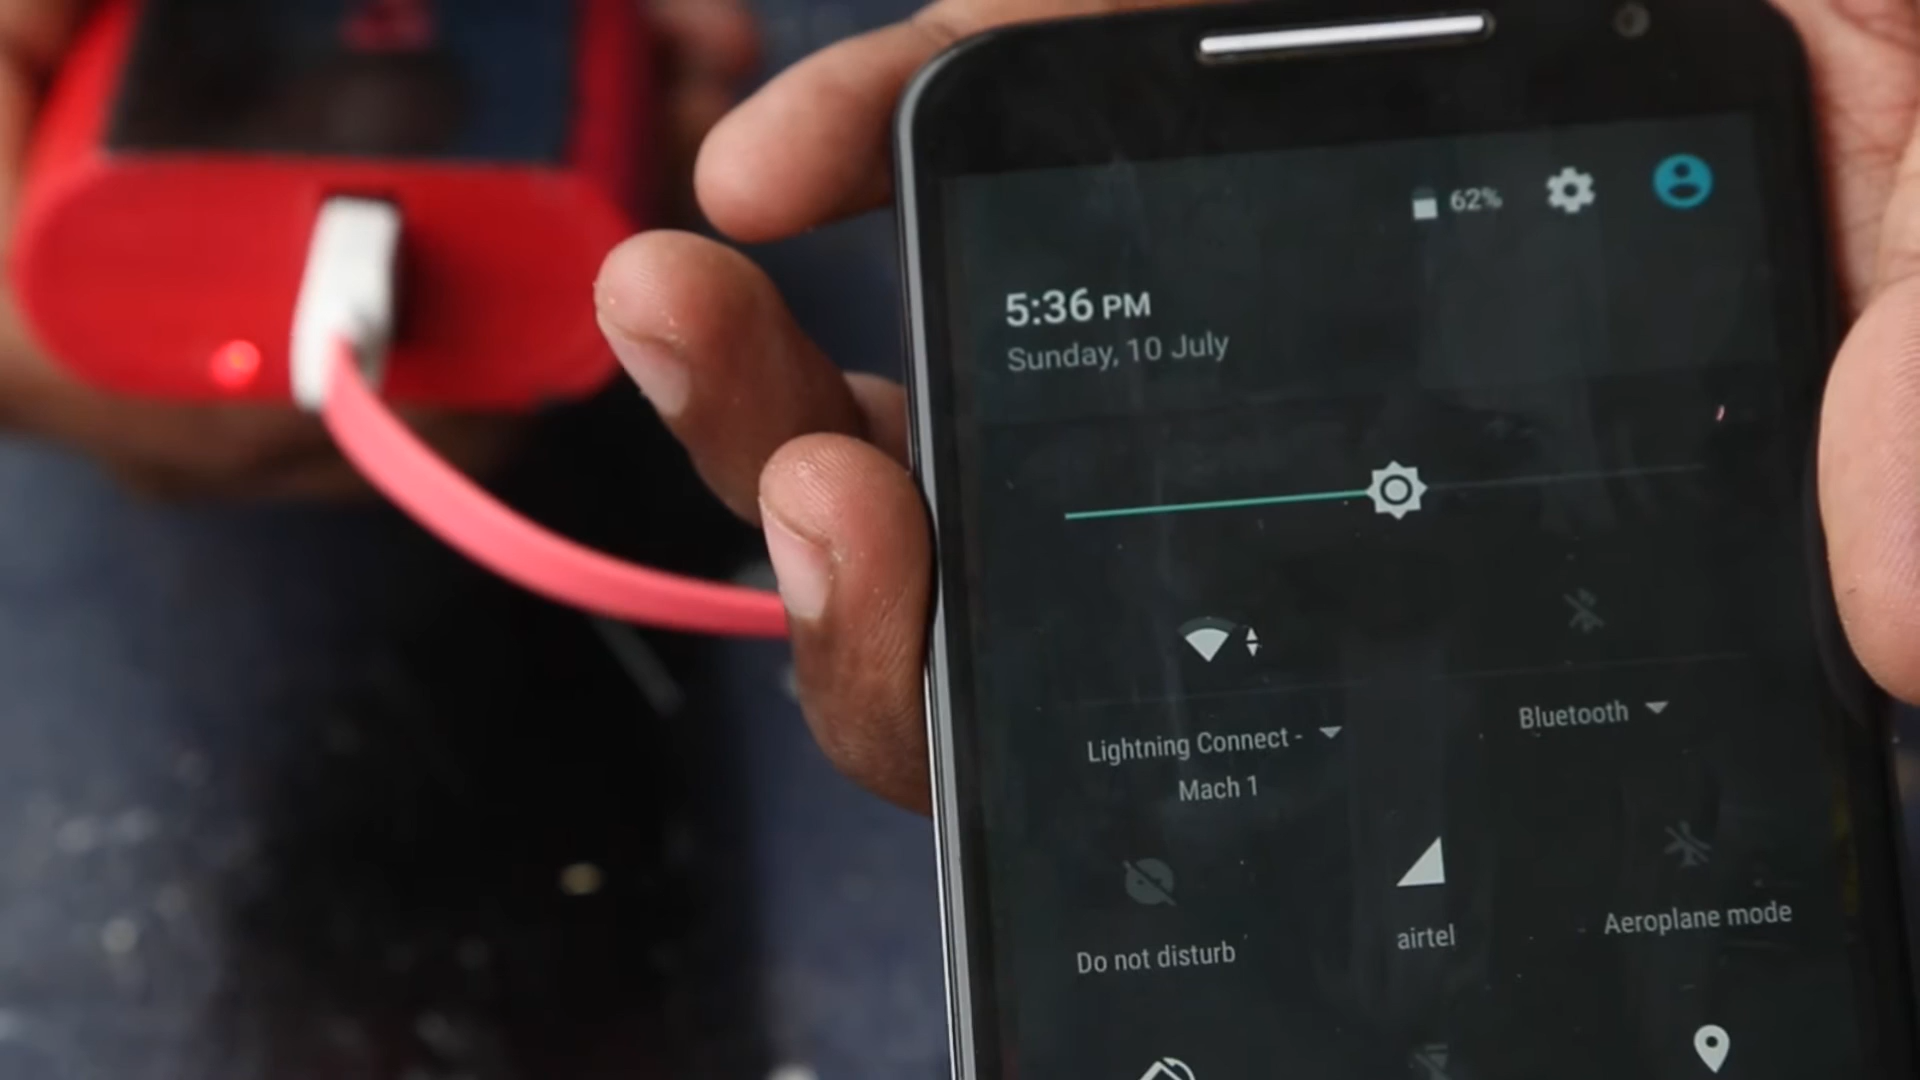 62%
5:36 PM
Sunday, 10 July
Lightning Connect -
Mach 1
Bluetooth
Do not disturb
airtel
Aeroplane mode